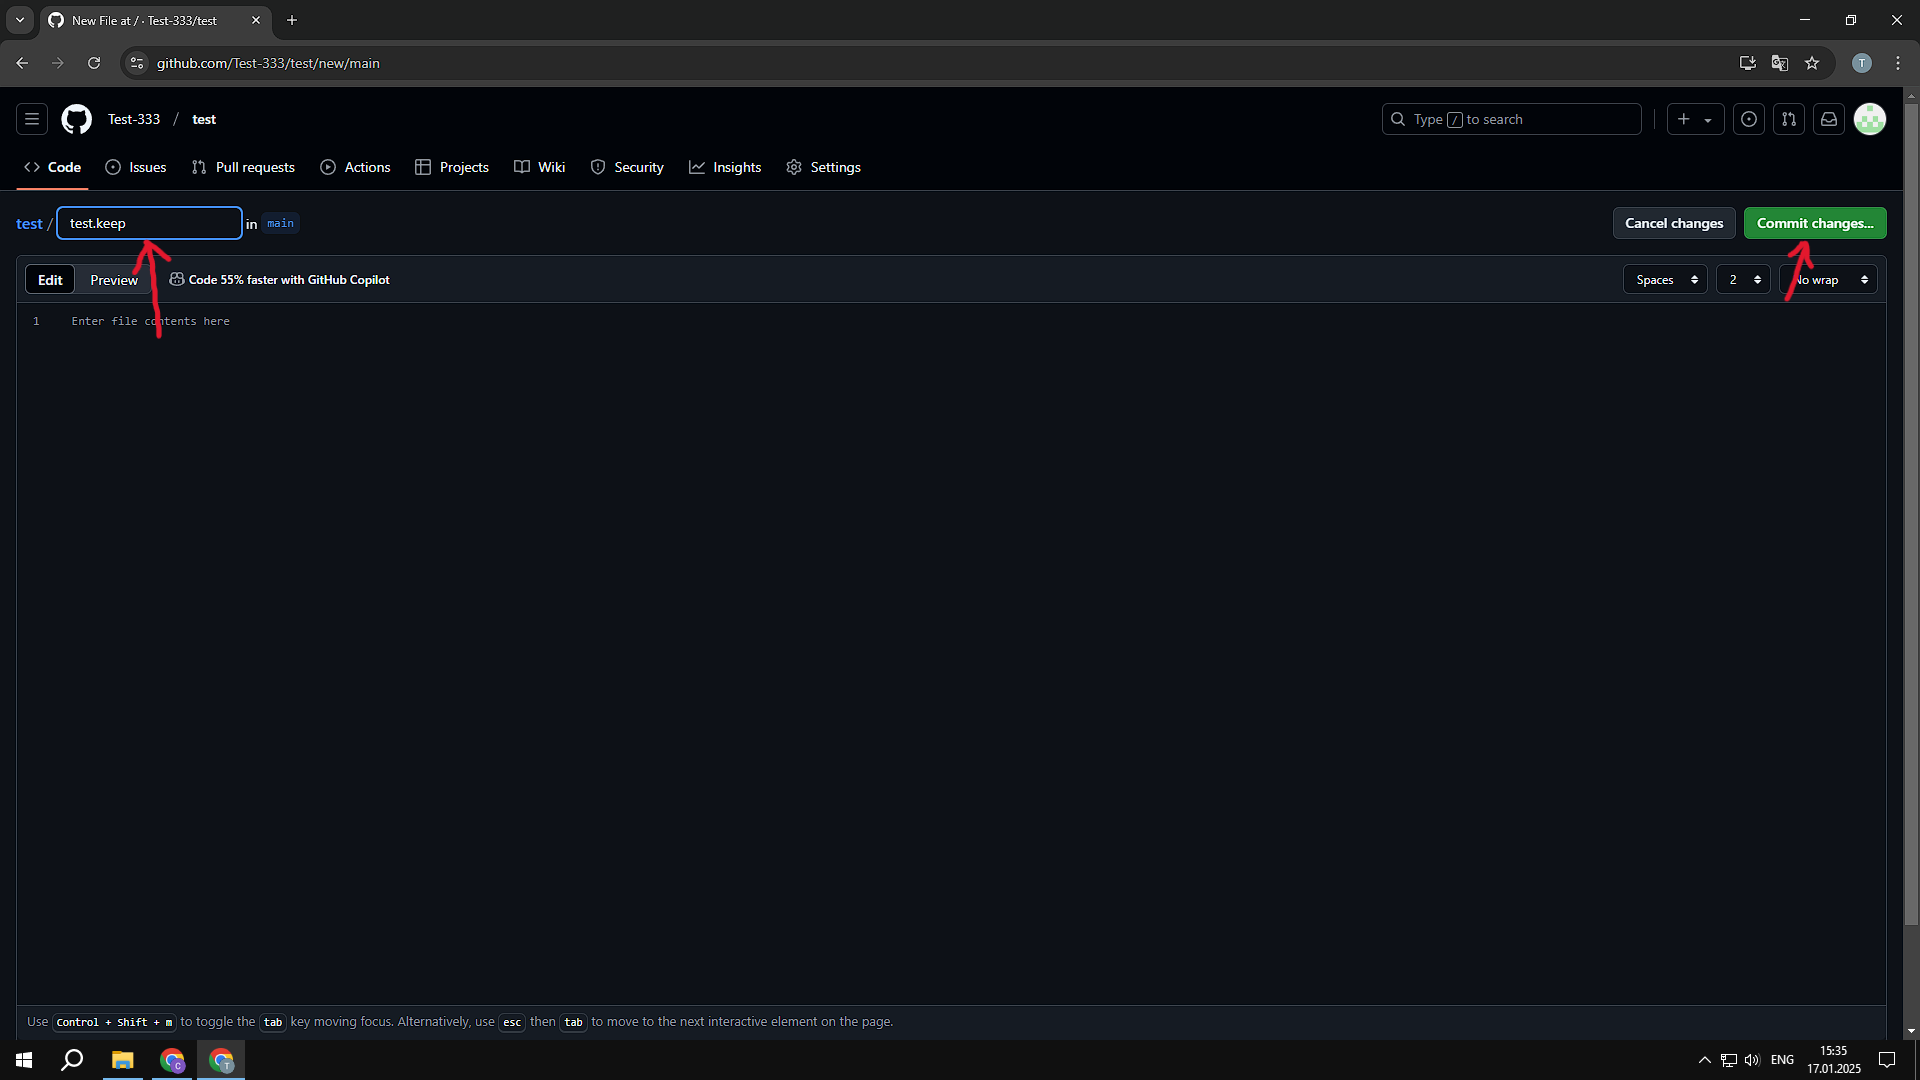 New File at / · Test-333/test
github.com/Test-333/test/new/main
T
Test-333 / test
Type / to search
Code Issues Pull requests Actions Projects Wiki Security Insights Settings
test / test.keep in main
Cancel changes Commit changes...
Edit Preview Code 55% faster with GitHub Copilot
Spaces 2 No wrap
1 Enter file contents here
Use Control + Shift + m to toggle the tab key moving focus. Alternatively, use esc then tab to move to the next interactive element on the page.
C T
ENG
15:35
17.01.2025